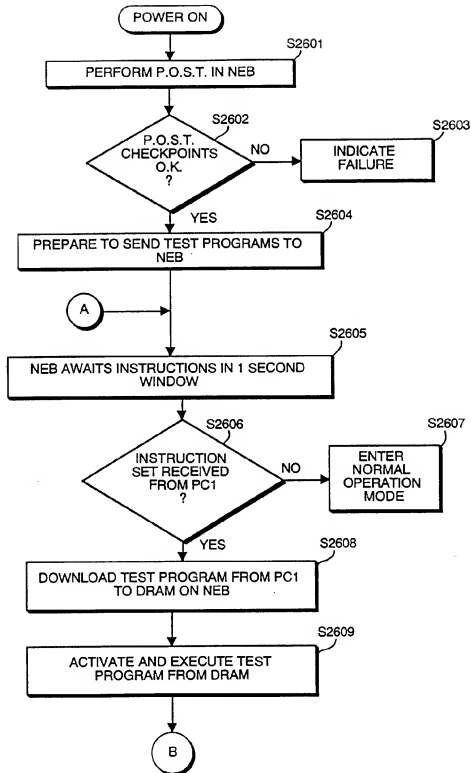 POWER ON
S2601
PERFORM P.O.S.T. IN NEB
S2602
P.O.S.T.
CHECKPOINTS
O.K.
?
NO
S2603
INDICATE
FAILURE
YES
S2604
PREPARE TO SEND TEST PROGRAMS TO
NEB
A
S2605
NEB AWAITS INSTRUCTIONS IN 1 SECOND
WINDOW
S2606
INSTRUCTION
SET RECEIVED
FROM PC1
?
NO
S2607
ENTER
NORMAL
OPERATION
MODE
YES
S2608
DOWNLOAD TEST PROGRAM FROM PC1
TO DRAM ON NEB
S2609
ACTIVATE AND EXECUTE TEST
PROGRAM FROM DRAM
B